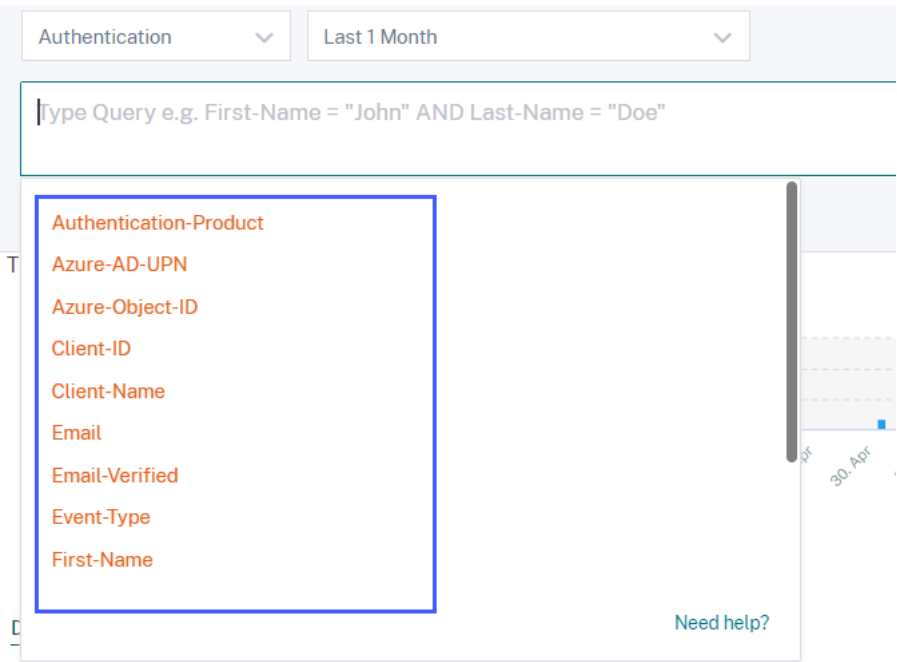 Authentication
Last 1 Month
Type Query e.g. First-Name = "John" AND Last-Name = "Doe"
Authentication-Product
T
Azure-AD-UPN
Azure-Object-ID
Client-ID
Client-Name
Email
Email-Verified
30. Apr
Event-Type
First-Name
Need help?